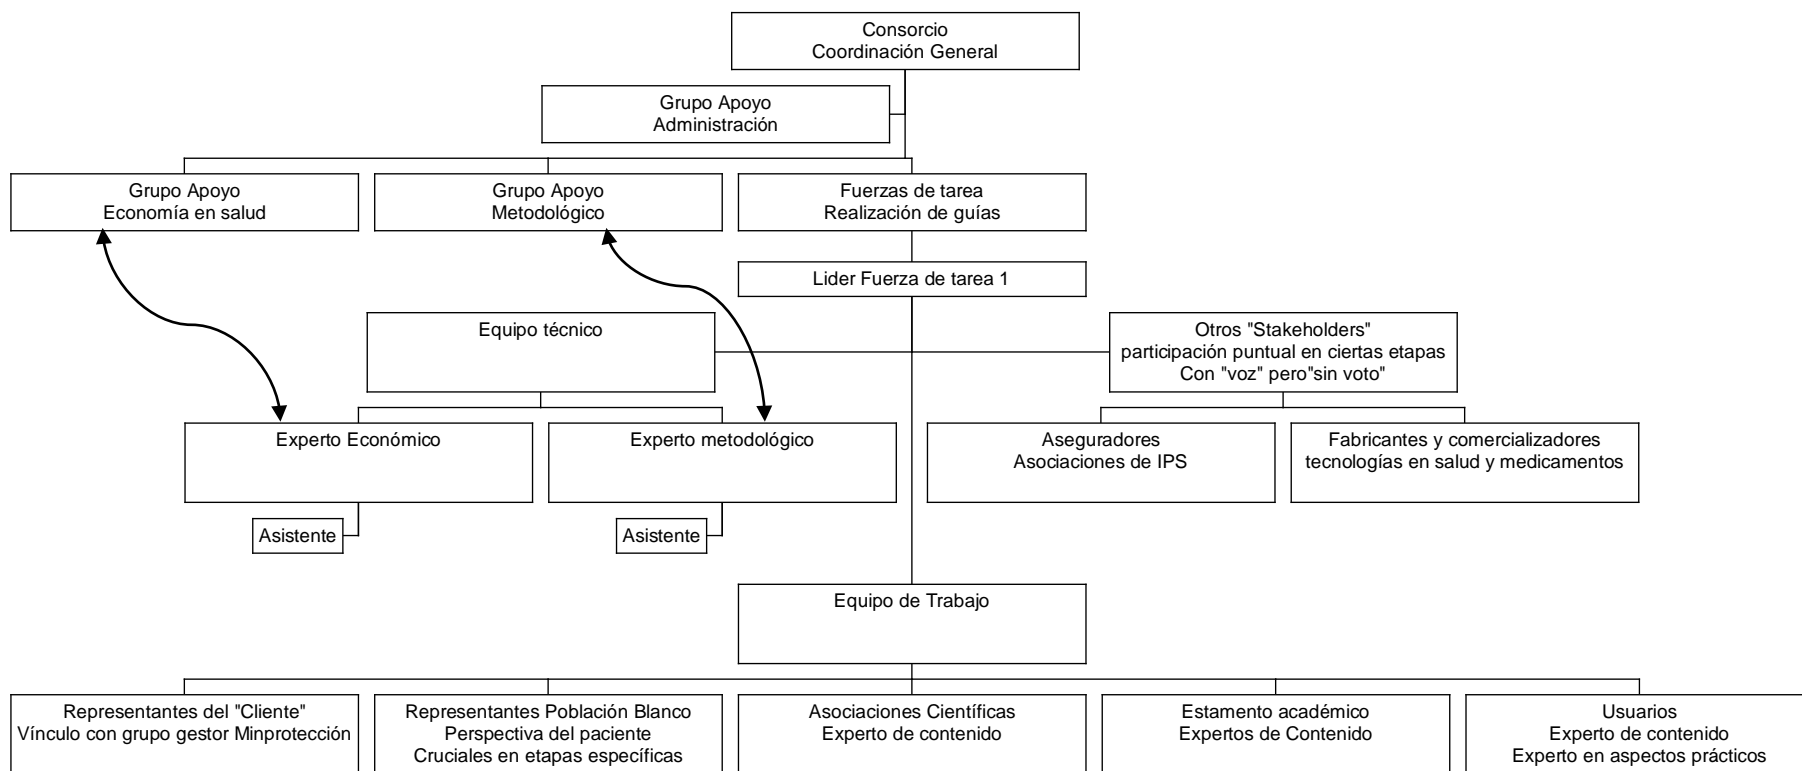 Consorcio
Coordinación General
Grupo Apoyo
Administración
Grupo Apoyo
Economía en salud
Grupo Apoyo
Metodológico
Fuerzas de tarea
Realización de guías
Lider Fuerza de tarea 1
Equipo técnico
Otros "Stakeholders"
participación puntual en ciertas etapas
Con "voz" pero"sin voto"
Experto Económico
Experto metodológico
Aseguradores
Asociaciones de IPS
Fabricantes y comercializadores
tecnologías en salud y medicamentos
Asistente
Asistente
Equipo de Trabajo
Representantes del "Cliente"
Vínculo con grupo gestor Minprotección
Representantes Población Blanco
Perspectiva del paciente
Cruciales en etapas específicas
Asociaciones Científicas
Experto de contenido
Estamento académico
Expertos de Contenido
Usuarios
Experto de contenido
Experto en aspectos prácticos